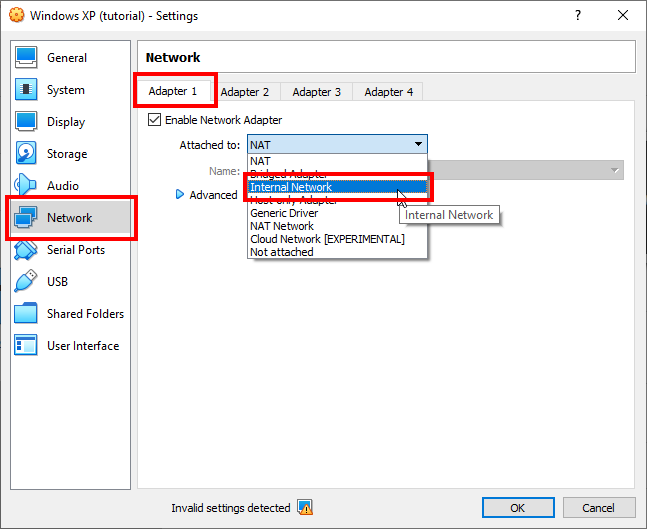 Windows XP (tutorial) - Settings
?
General
System
Display
Storage
Audio
Network
Serial Ports
USB
Shared Folders
User Interface
Network
Adapter 1 Adapter 2 Adapter 3 Adapter 4
Enable Network Adapter
Attached to: NAT
NAT
Bridged Adapter
Internal Network
Host-only Adapter
Generic Driver
NAT Network
Cloud Network [EXPERIMENTAL]
Not attached
Name:
Advanced
Internal Network
Invalid settings detected
OK Cancel